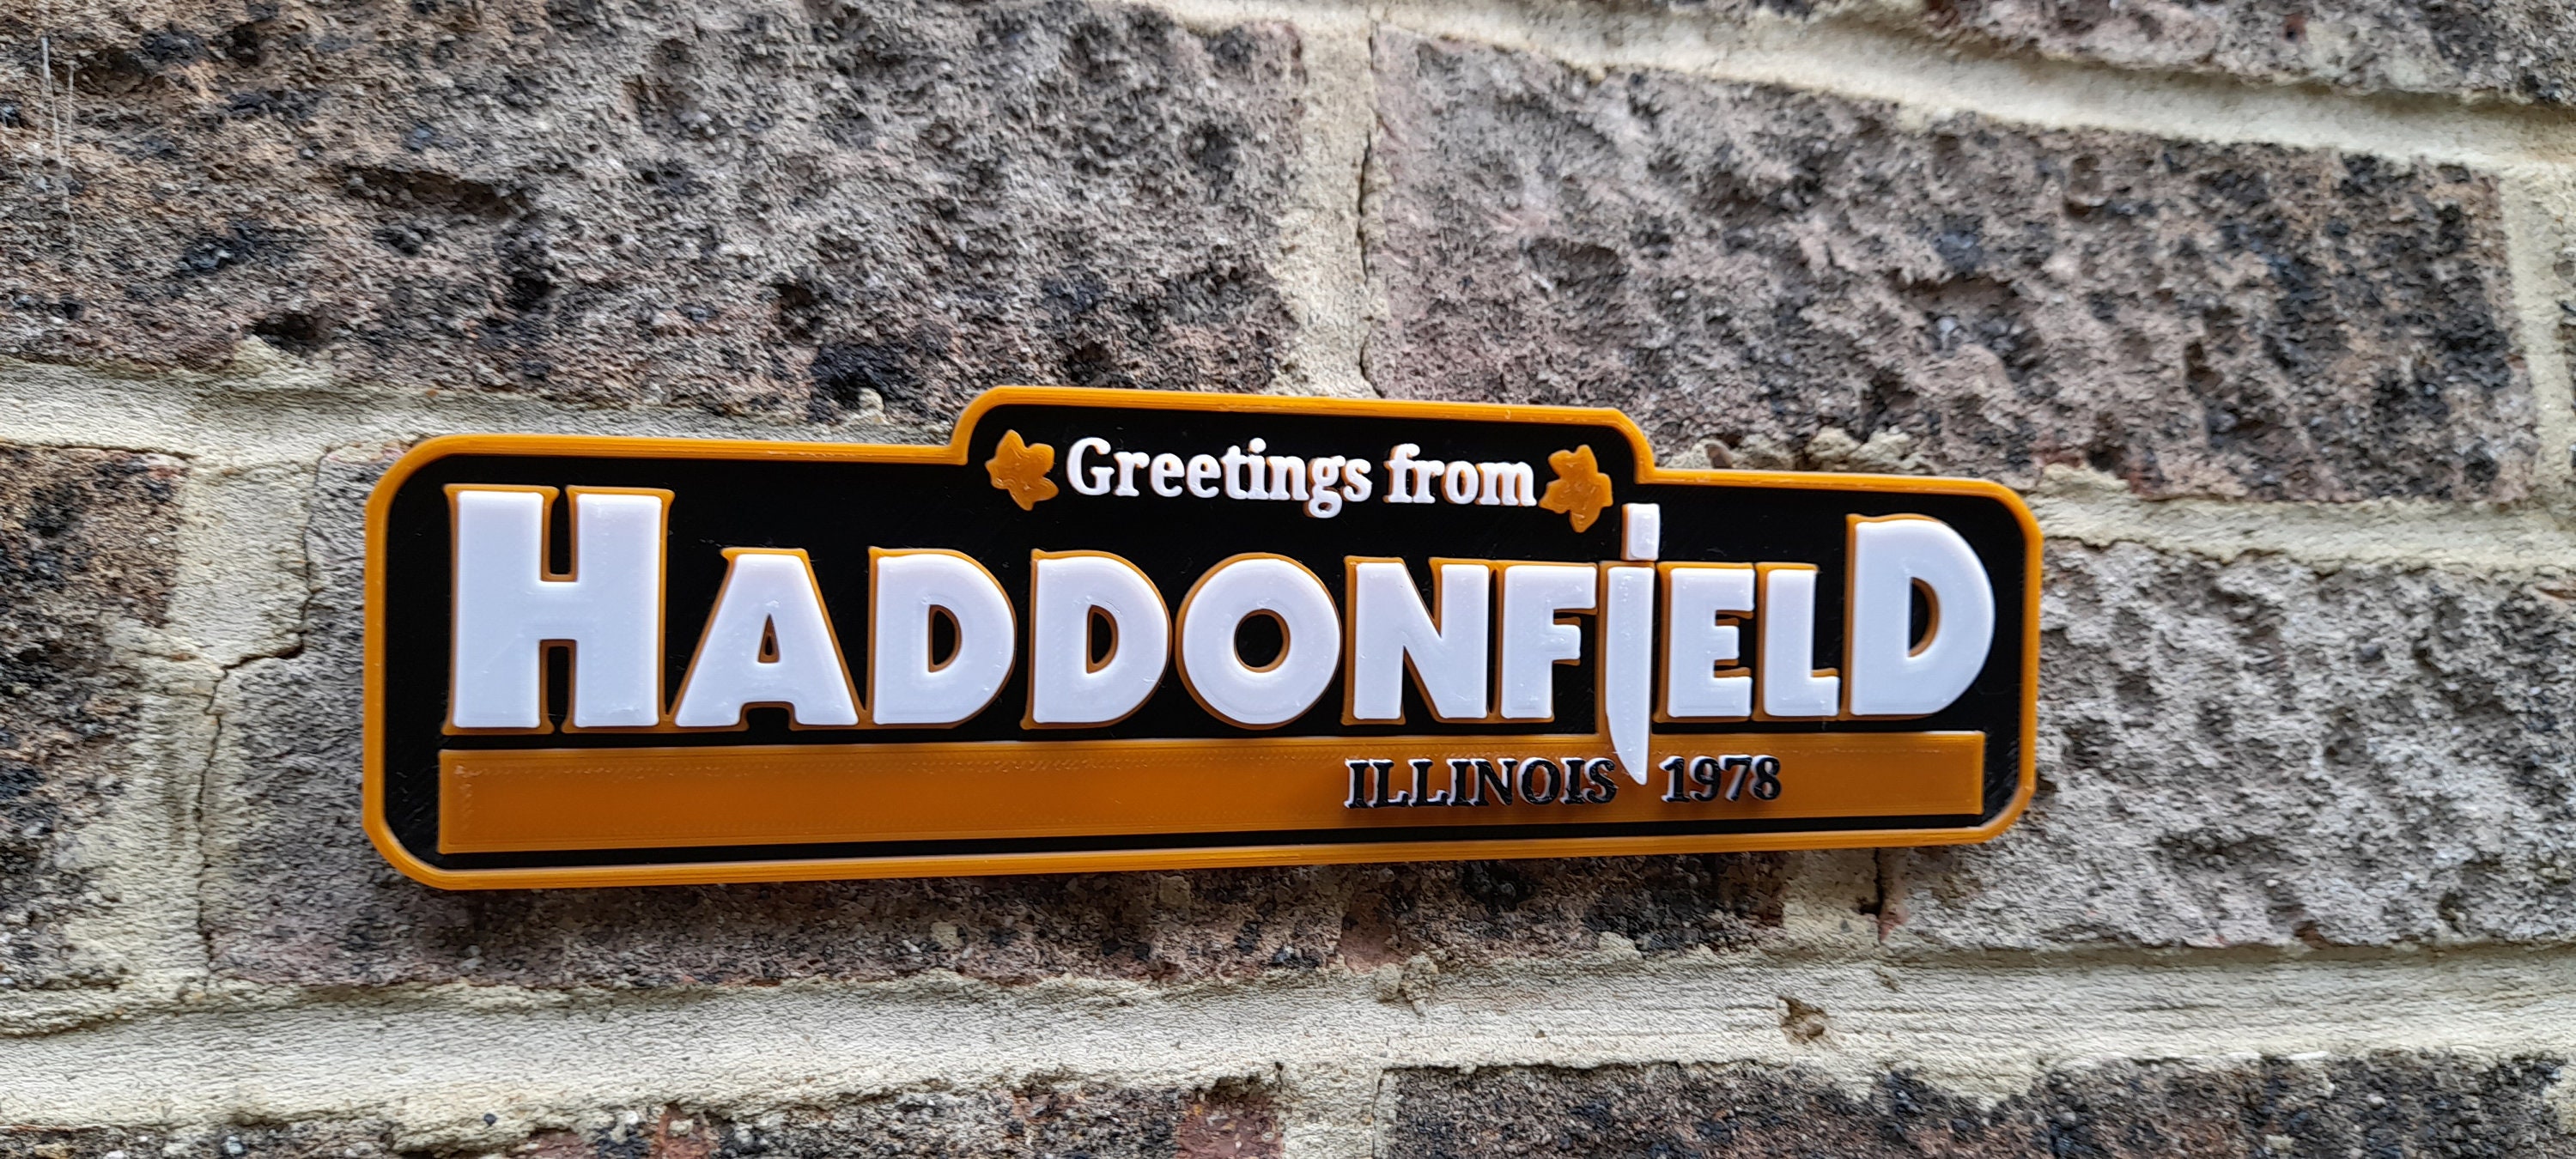 Greetings from
HADDONFiELD
ILLINOIS 1978